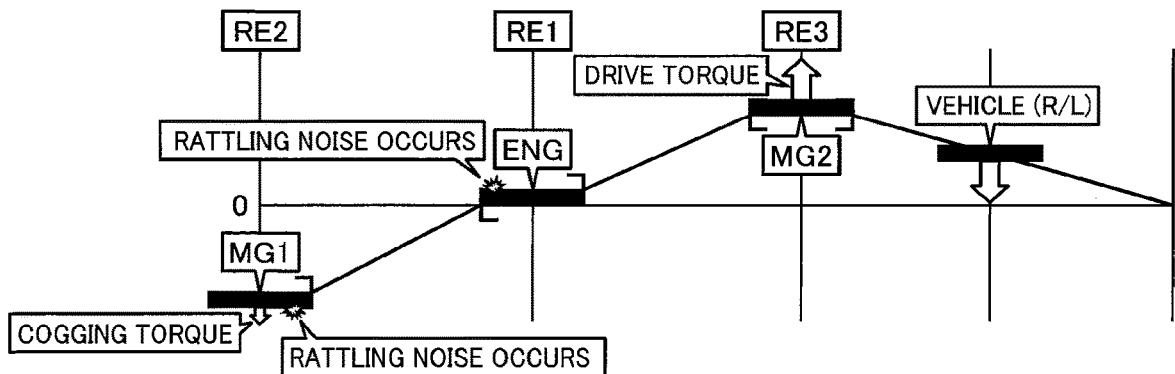 RE2
RE1
RE3
DRIVE TORQUE
VEHICLE (R/L)
RATTLING NOISE OCCURS
ENG
MG2
0
MG1
COGGING TORQUE
RATTLING NOISE OCCURS